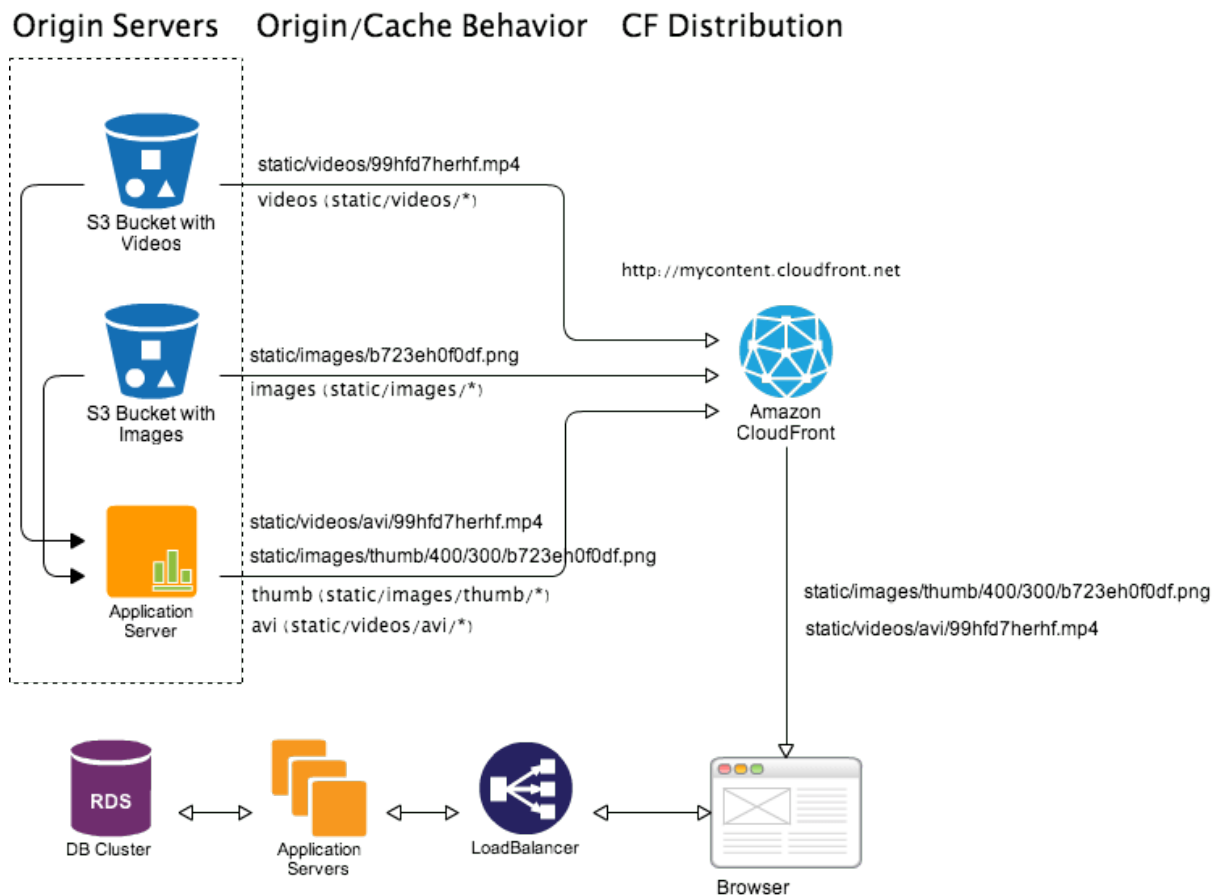 Origin Servers
Origin/Cache Behavior
CF Distribution
static/videos/99hfd7herhf.mp4
videos (static/videos/*)
S3 Bucket with
Videos
http://mycontent.cloudfront.net
static/images/b723eh0f0df.png
images (static/images/*)
S3 Bucket with
Images
Amazon
CloudFront
static/videos/avi/99hfd7herhf.mp4
static/images/thumb/400/300/b723eh0f0df.png
thumb (static/images/thumb/*)
avi (static/videos/avi/*)
Application
Server
static/images/thumb/400/300/b723eh0f0df.png
static/videos/avi/99hfd7herhf.mp4
RDS
DB Cluster
Application
Servers
LoadBalancer
Browser